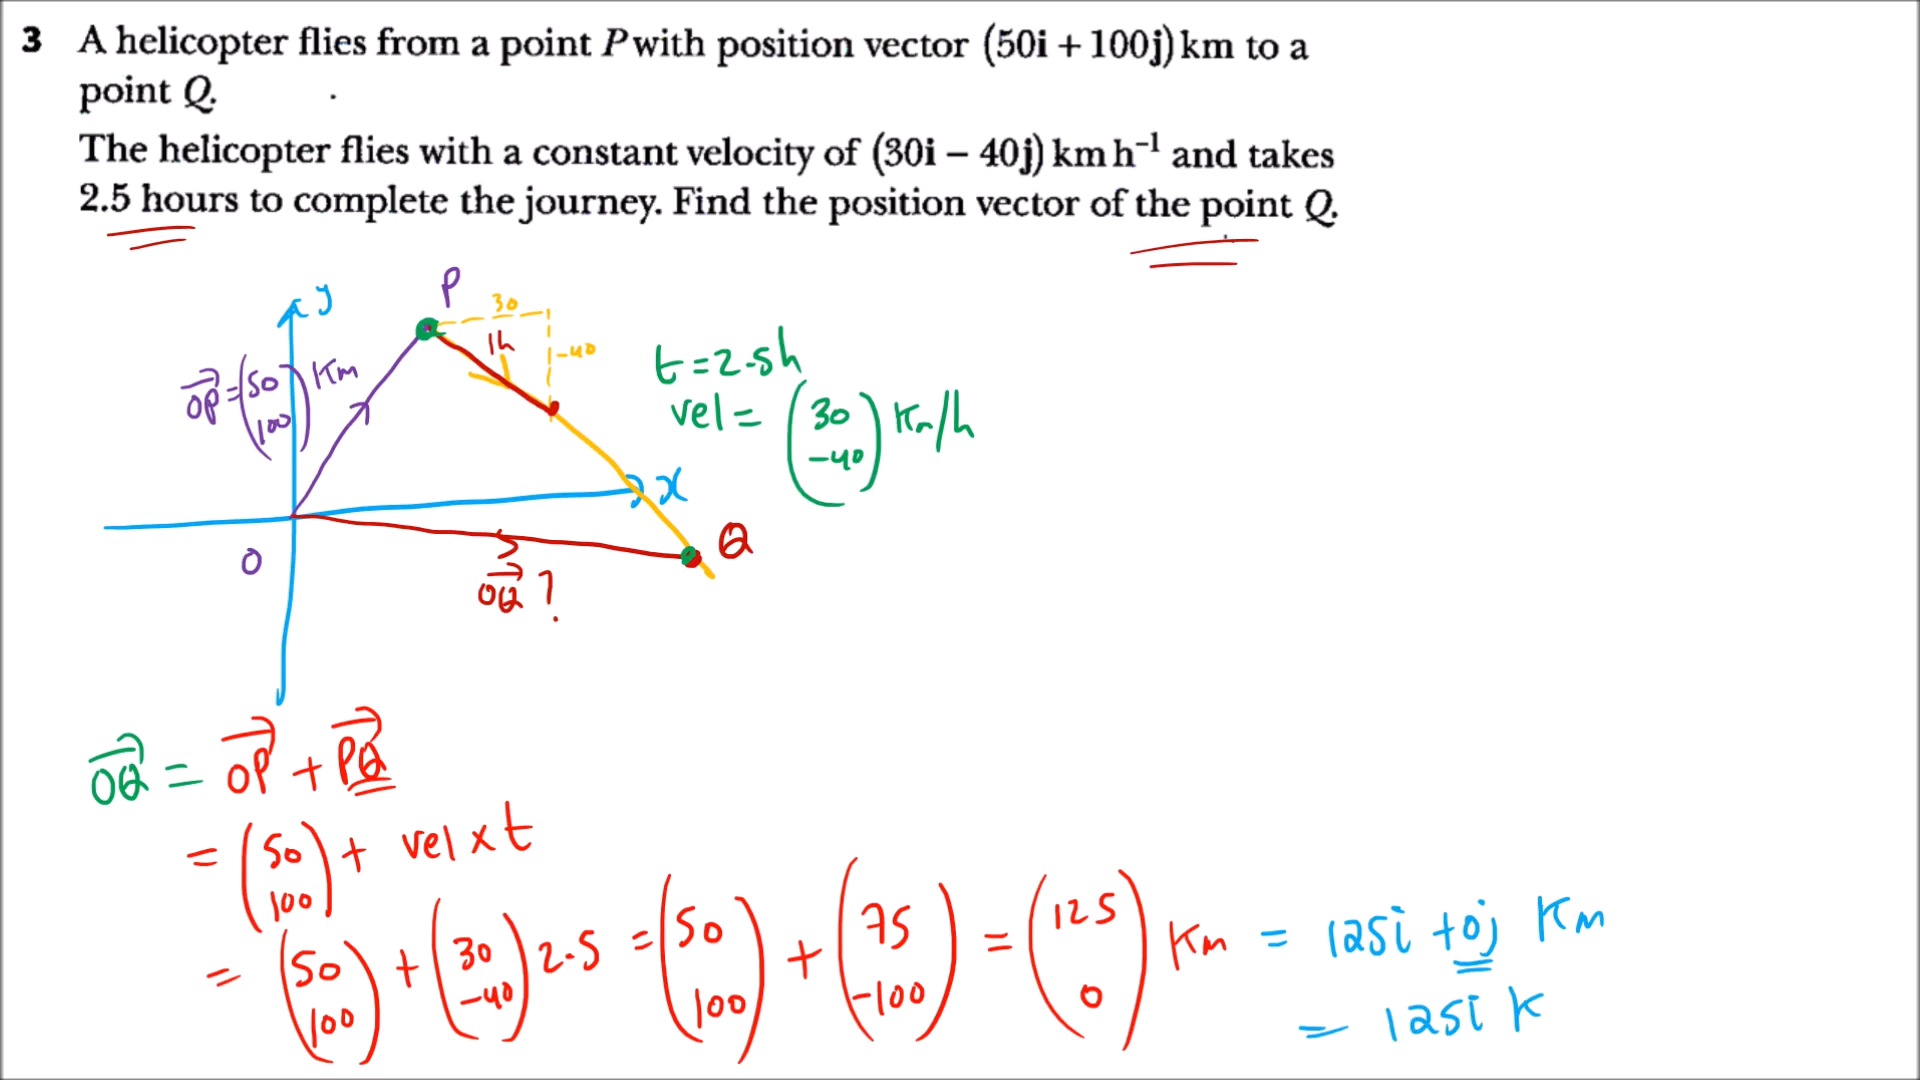 3 A helicopter flies from a point P with position vector (50i + 100j) km to a
point Q.
The helicopter flies with a constant velocity of (30i – 40j) km h⁻¹ and takes
2.5 hours to complete the journey. Find the position vector of the point Q.
P
y
30
1h
-40
t = 2.5h
OP = (50 100) Km
vel = (30 -40) Km/h
x
Q
O
OQ ?
OQ = OP + PQ
= (50 100) + vel x t
= (50 100) + (30 -40) 2.5 = (50 100) + (75 -100) = (125 0) Km = 125i + 0j Km
= 125i K